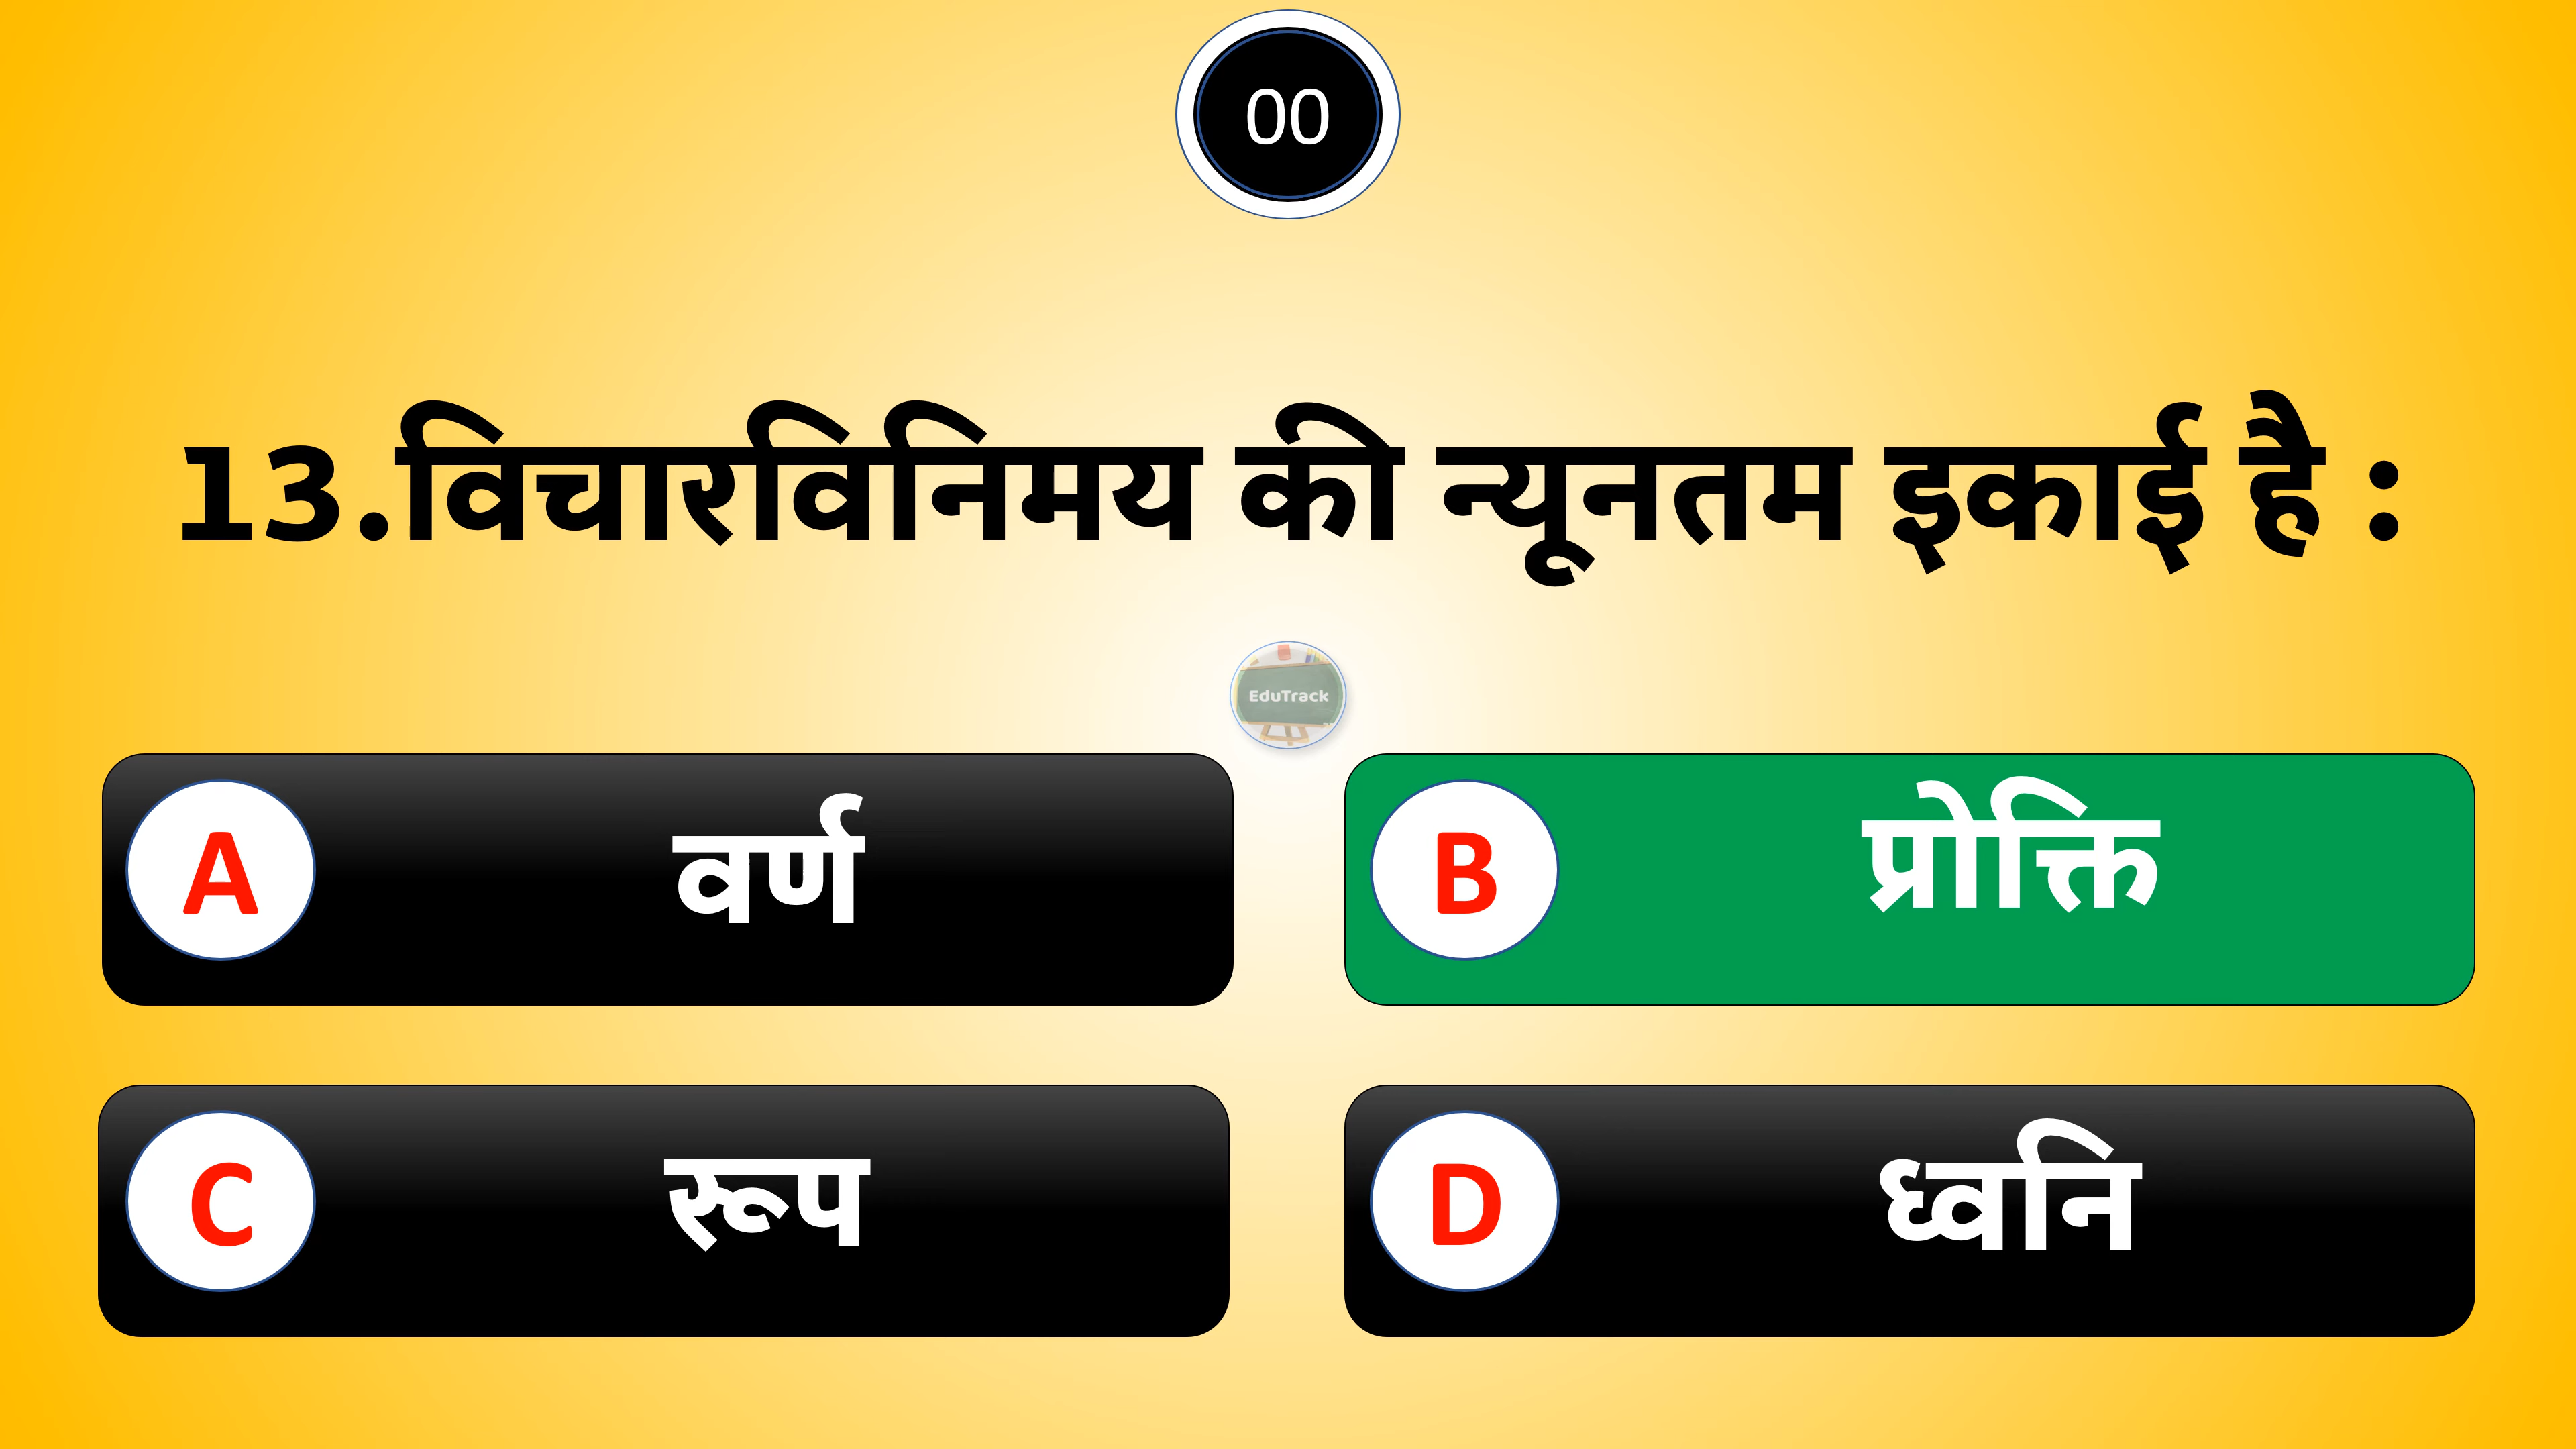 00
13.विचारविनिमय की न्यूनतम इकाई है :
EduTrack
A वर्ण
B प्रोक्ति
C रूप
D ध्वनि